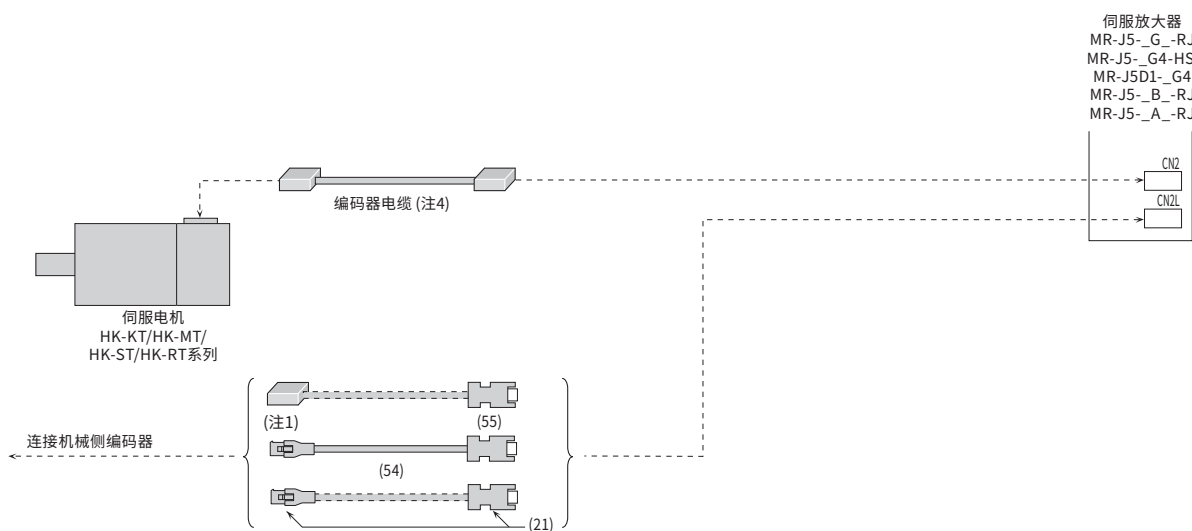 伺服放大器
MR-J5-_G_-RJ
MR-J5-_G4-HS
MR-J5D1-_G4
MR-J5-_B_-RJ
MR-J5-_A_-RJ
CN2
CN2L
编码器电缆 (注4)
伺服电机
HK-KT/HK-MT/
HK-ST/HK-RT系列
(注1)
(55)
连接机械侧编码器
(54)
(21)